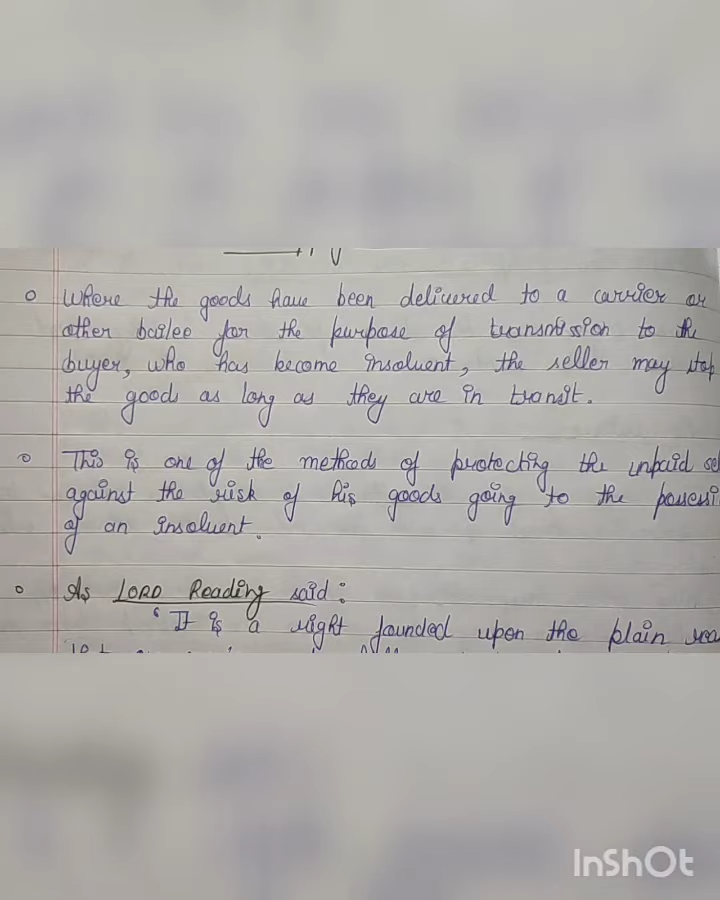 Where the goods have been delivered to a carrier or
other bailee for the purpose of transmission to the
buyer, who has become insolvent, the seller may stop
the goods as long as they are in transit.
This is one of the methods of protecting the unpaid sel
against the risk of his goods going to the possessi
of an insolvent.
As LORD Reading said:
"It is a right founded upon the plain rea
InShOt